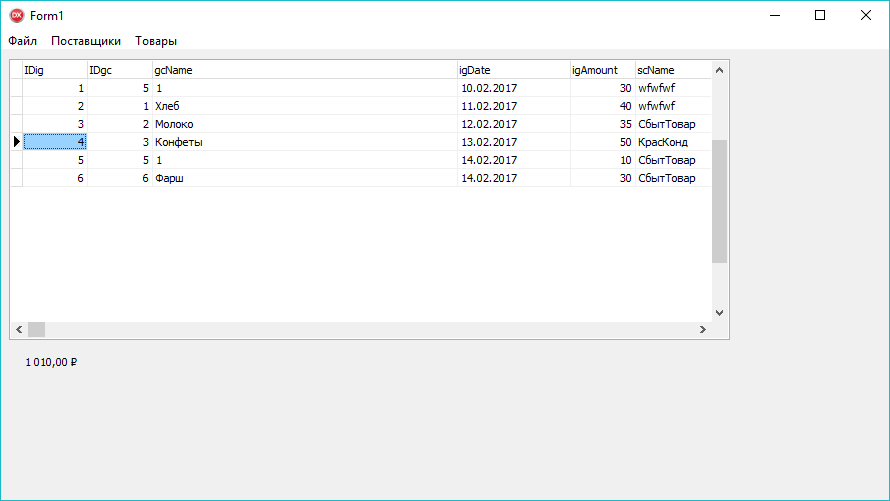 DX Form1
Файл Поставщики Товары
IDig IDgc gcName igDate igAmount scName
1 5 1 10.02.2017 30 wfwfwf
2 1 Хлеб 11.02.2017 40 wfwfwf
3 2 Молоко 12.02.2017 35 СбытТовар
4 3 Конфеты 13.02.2017 50 КрасКонд
5 5 1 14.02.2017 10 СбытТовар
6 6 Фарш 14.02.2017 30 СбытТовар
1 010,00 ₽